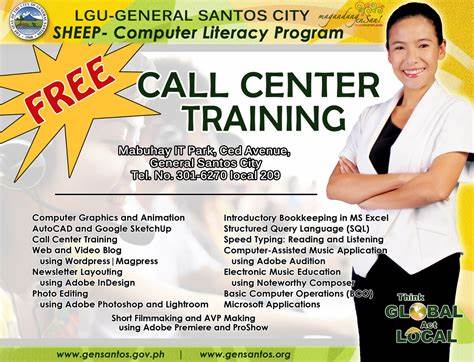 LGU-GENERAL SANTOS CITY
SHEEP- Computer Literacy Program
magandang GenSan!
FREE
CALL CENTER
TRAINING
Mabuhay IT Park, Ced Avenue,
General Santos City
Tel. No. 301-6270 local 209
Computer Graphics and Animation
AutoCAD and Google SketchUp
Call Center Training
Web and Video Blog
using Wordpress|Magpress
Newsletter Layouting
using Adobe InDesign
Photo Editing
using Adobe Photoshop and Lightroom
Introductory Bookkeeping in MS Excel
Structured Query Language (SQL)
Speed Typing: Reading and Listening
Computer-Assisted Music Application
using Adobe Audition
Electronic Music Education
using Noteworthy Composer
Basic Computer Operations (BCO)
Microsoft Applications
Short Filmmaking and AVP Making
using Adobe Premiere and ProShow
Think
GLOBAL
Act
LOCAL
www.gensantos.gov.ph | www.gensantos.org